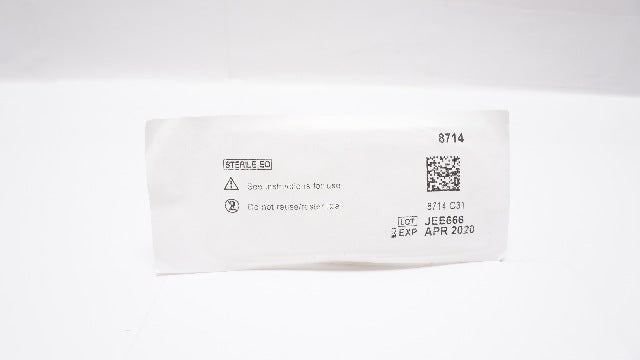 8714
STERILE EO
See instructions for use
Do not reuse/resterilize
8714 C31
LOT JEE666
EXP APR 2020